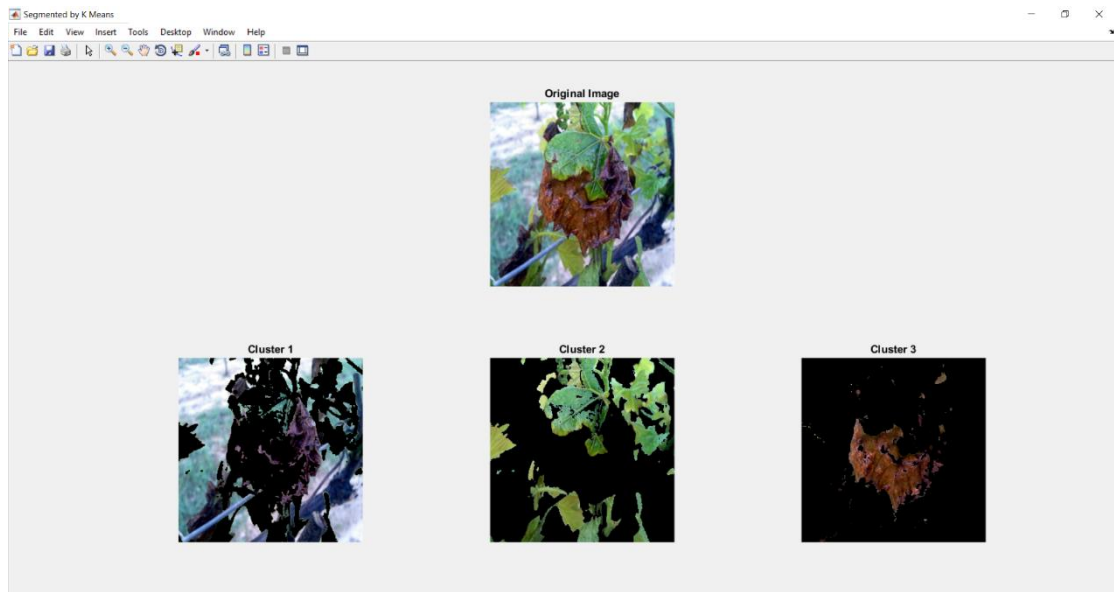 Segmented by K Means
File Edit View Insert Tools Desktop Window Help
Original Image
Cluster 1
Cluster 2
Cluster 3